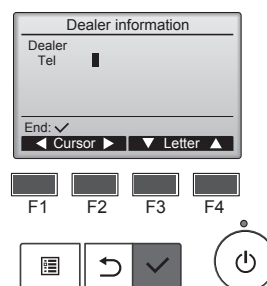 Dealer information
Dealer
Tel
End: ✓
◀ Cursor ▶ ▼ Letter ▲
F1 F2 F3 F4